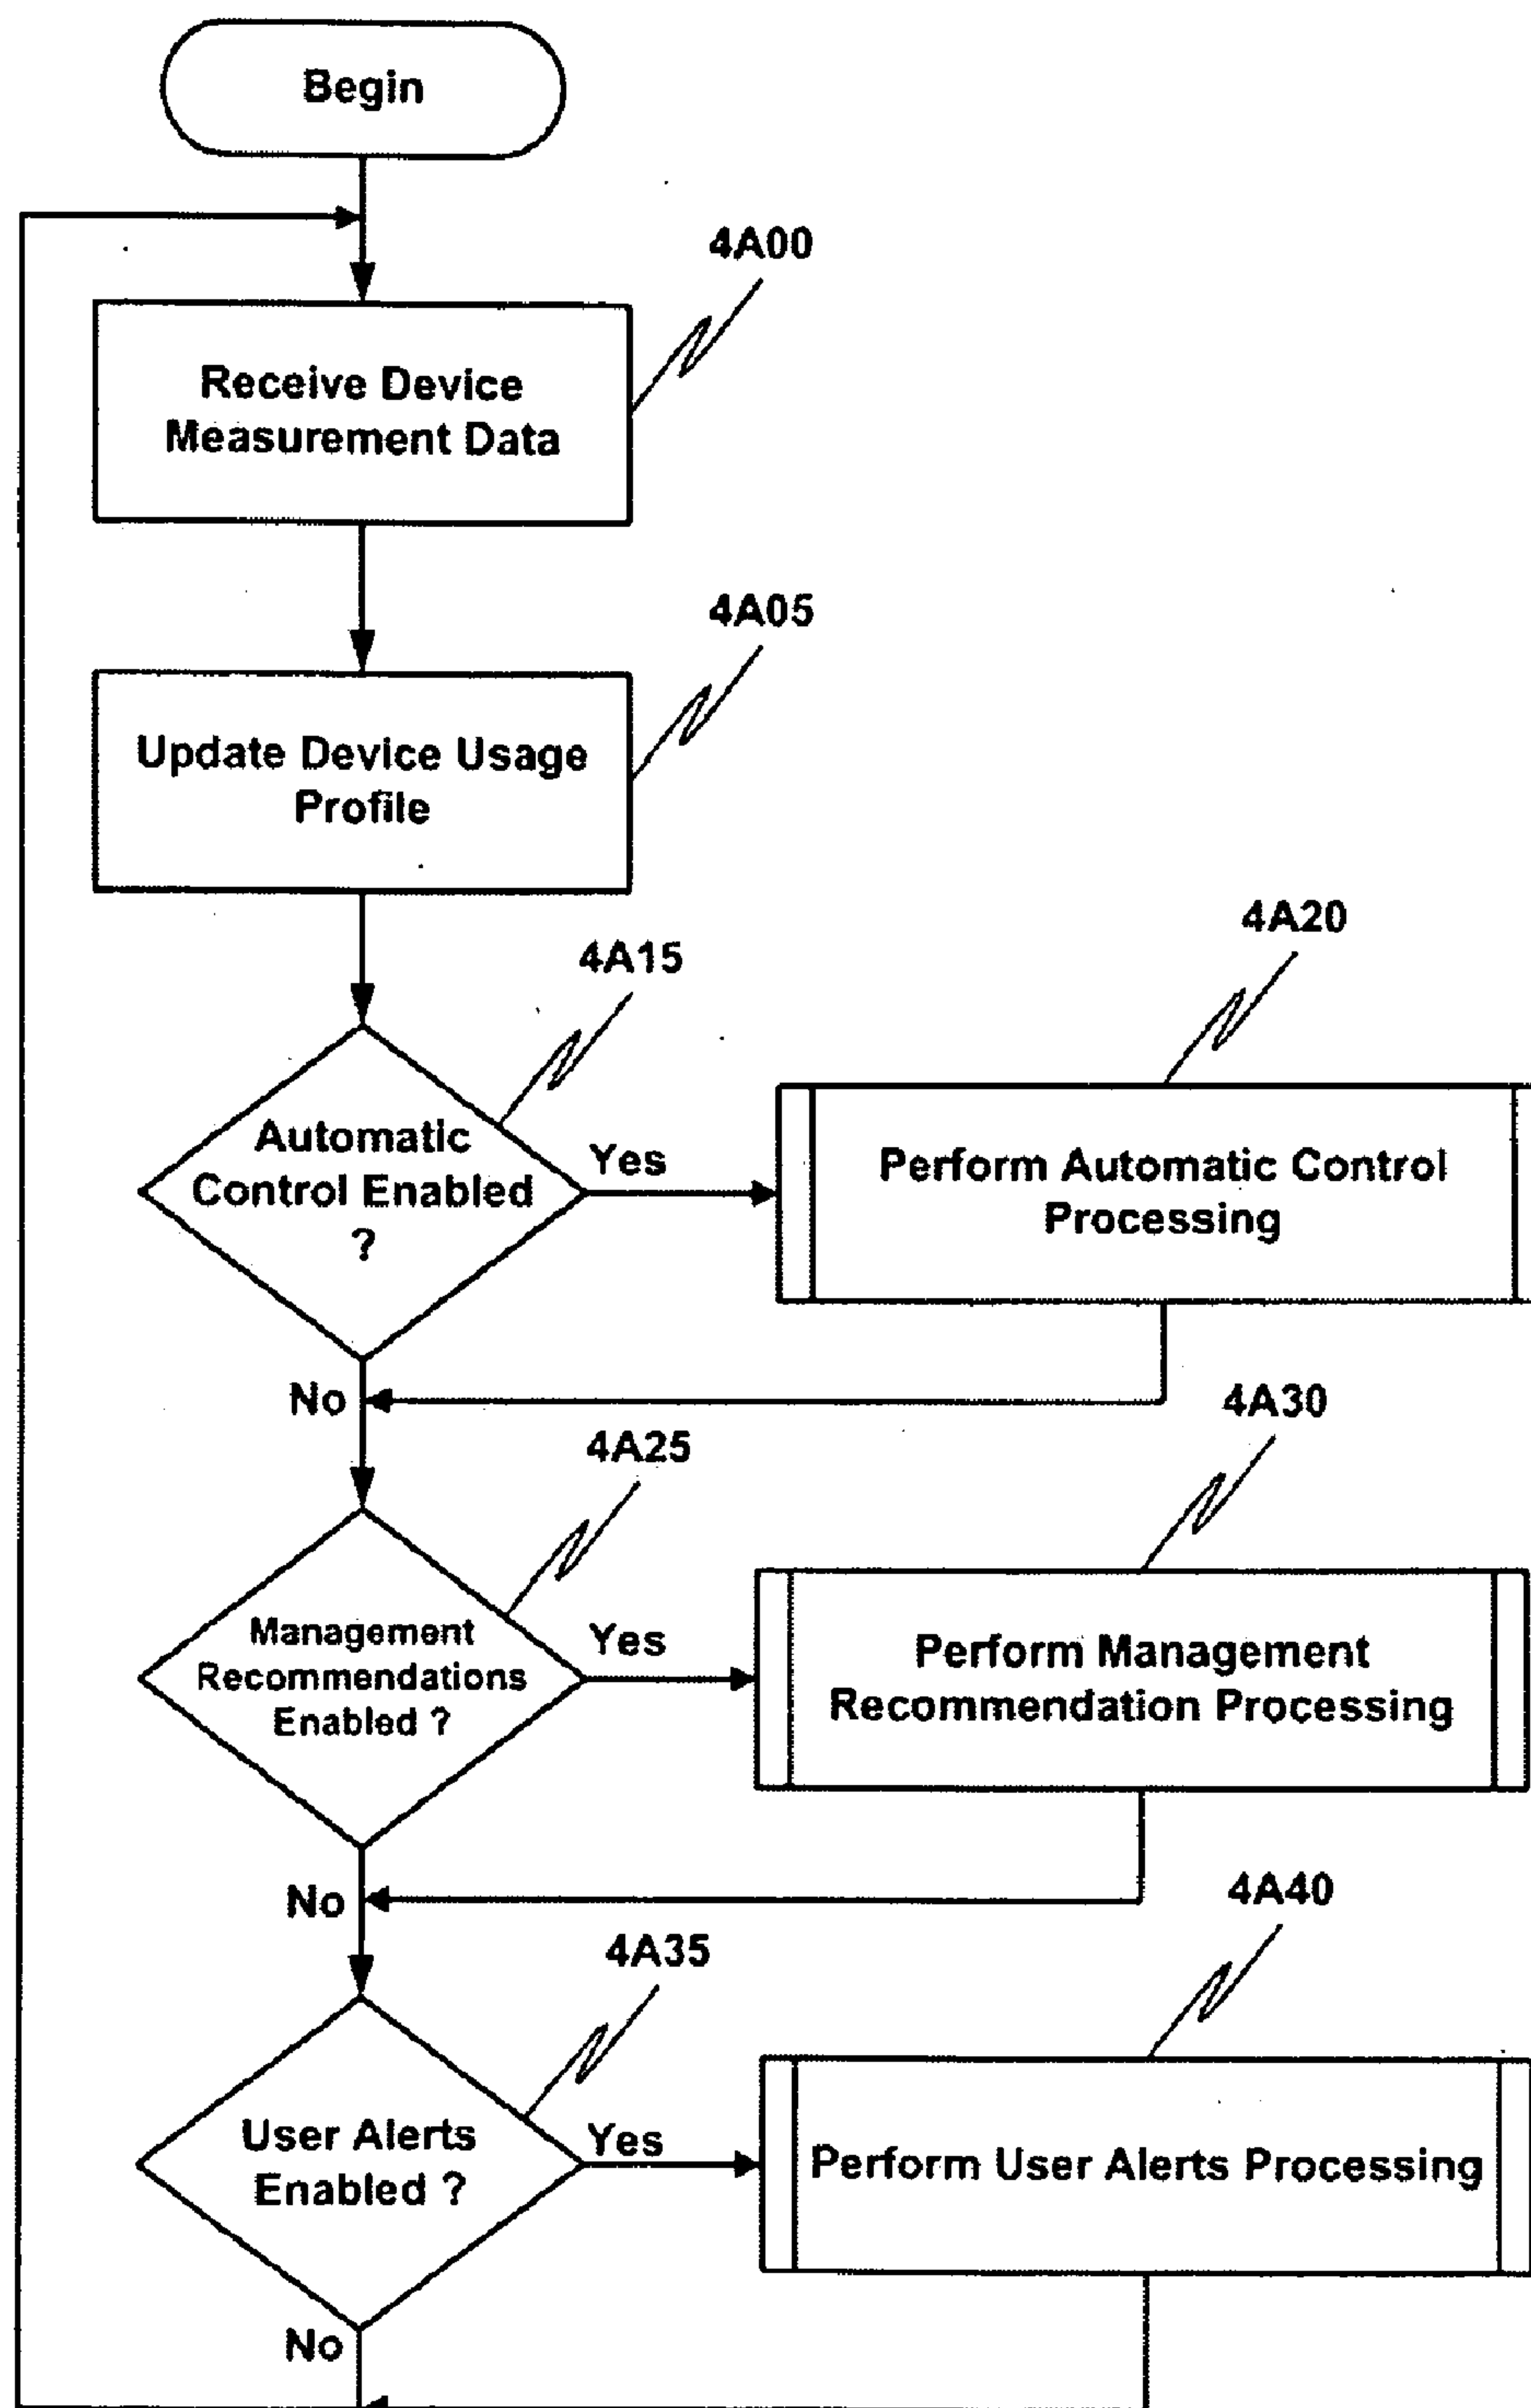 Begin
4A00
Receive Device
Measurement Data
4A05
Update Device Usage
Profile
4A15
4A20
Automatic
Control Enabled
?
Yes
Perform Automatic Control
Processing
No
4A25
4A30
Management
Recommendations
Enabled ?
Yes
Perform Management
Recommendation Processing
No
4A35
4A40
User Alerts
Enabled ?
Yes
Perform User Alerts Processing
No